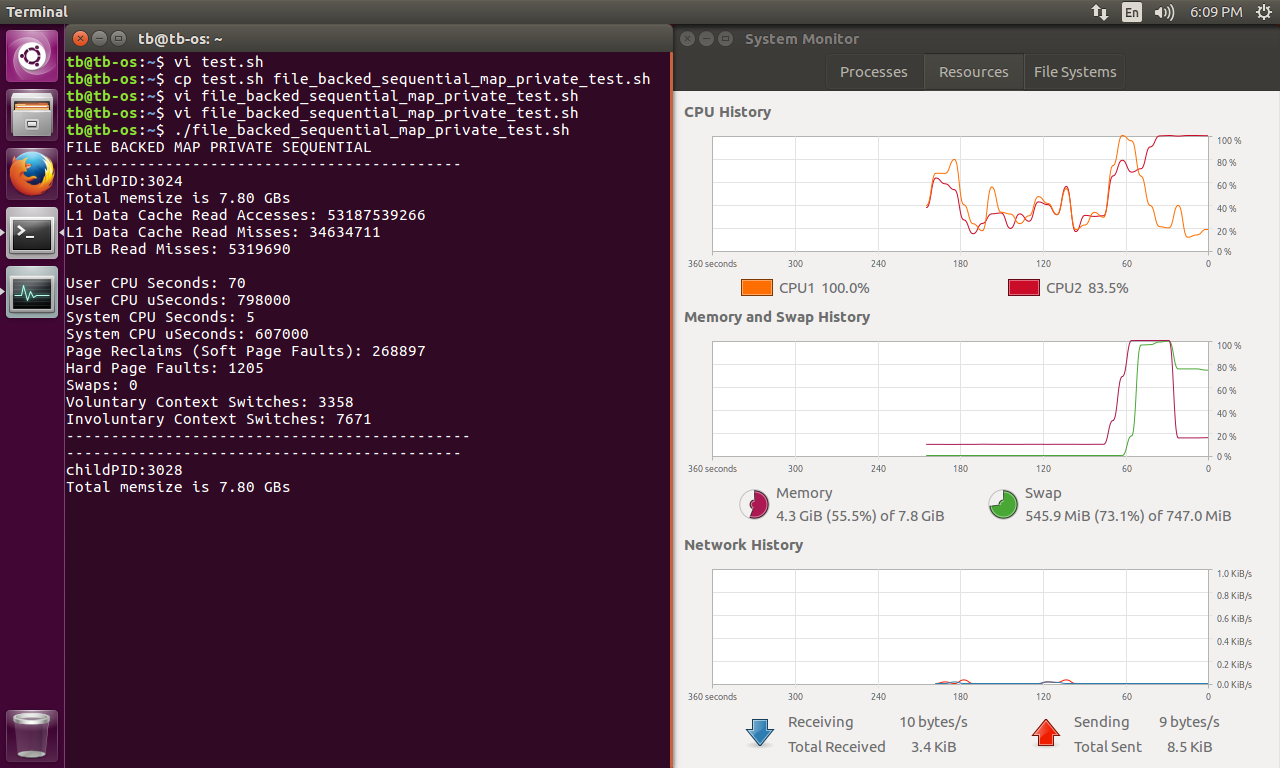 Terminal
En
6:09 PM
tb@tb-os: ~
tb@tb-os:~$ vi test.sh
tb@tb-os:~$ cp test.sh file_backed_sequential_map_private_test.sh
tb@tb-os:~$ vi file_backed_sequential_map_private_test.sh
tb@tb-os:~$ vi file_backed_sequential_map_private_test.sh
tb@tb-os:~$ ./file_backed_sequential_map_private_test.sh
FILE BACKED MAP PRIVATE SEQUENTIAL
--------------------------------------------
childPID:3024
Total memsize is 7.80 GBs
L1 Data Cache Read Accesses: 53187539266
L1 Data Cache Read Misses: 34634711
DTLB Read Misses: 5319690
User CPU Seconds: 70
User CPU uSeconds: 798000
System CPU Seconds: 5
System CPU uSeconds: 607000
Page Reclaims (Soft Page Faults): 268897
Hard Page Faults: 1205
Swaps: 0
Voluntary Context Switches: 3358
Involuntary Context Switches: 7671
---------------------------------------------
--------------------------------------------
childPID:3028
Total memsize is 7.80 GBs
System Monitor
Processes
Resources
File Systems
CPU History
100 %
80 %
60 %
40 %
20 %
0 %
360 seconds 300 240 180 120 60 0
CPU1 100.0%
CPU2 83.5%
Memory and Swap History
100 %
80 %
60 %
40 %
20 %
0 %
360 seconds 300 240 180 120 60 0
Memory
4.3 GiB (55.5%) of 7.8 GiB
Swap
545.9 MiB (73.1%) of 747.0 MiB
Network History
1.0 KiB/s
0.8 KiB/s
0.6 KiB/s
0.4 KiB/s
0.2 KiB/s
0.0 KiB/s
360 seconds 300 240 180 120 60 0
Receiving 10 bytes/s
Total Received 3.4 KiB
Sending 9 bytes/s
Total Sent 8.5 KiB